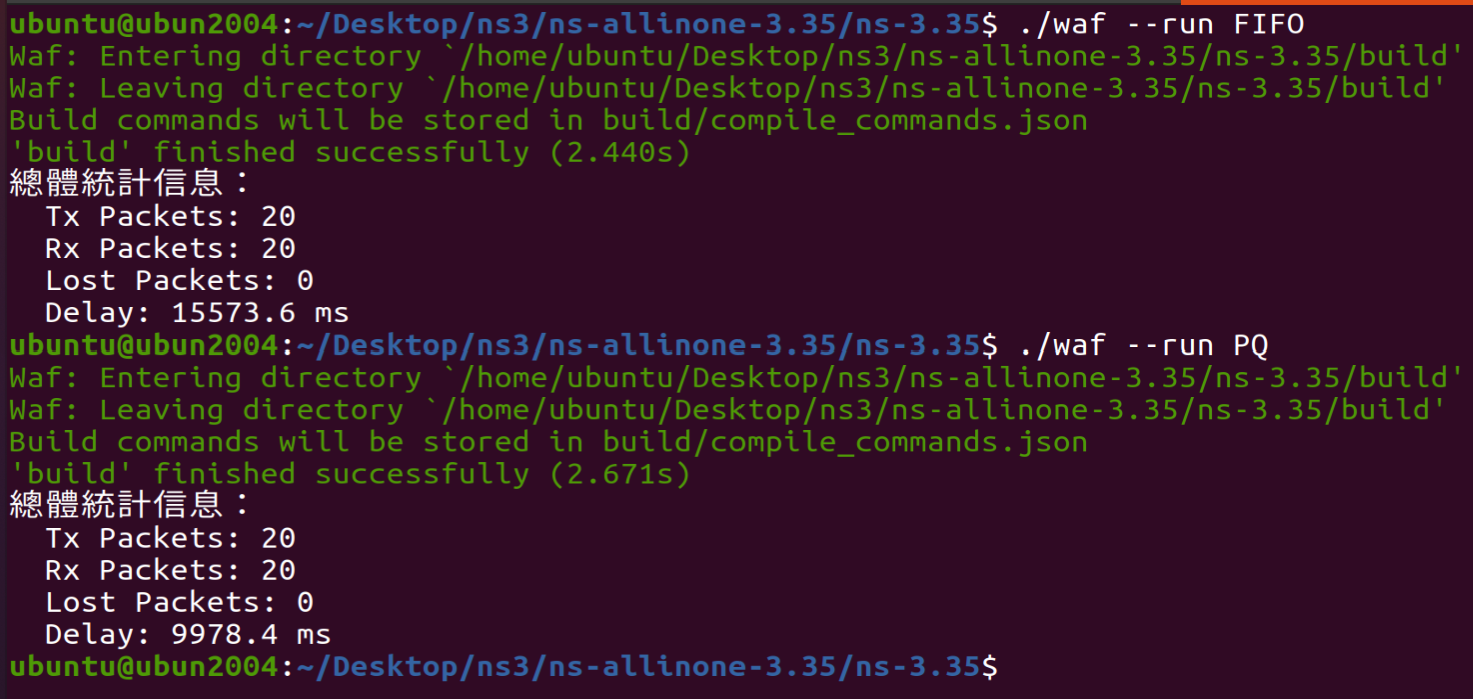 ubuntu@ubun2004:~/Desktop/ns3/ns-allinone-3.35/ns-3.35$ ./waf --run FIFO
Waf: Entering directory `/home/ubuntu/Desktop/ns3/ns-allinone-3.35/ns-3.35/build'
Waf: Leaving directory `/home/ubuntu/Desktop/ns3/ns-allinone-3.35/ns-3.35/build'
Build commands will be stored in build/compile_commands.json
'build' finished successfully (2.440s)
總體統計信息：
  Tx Packets: 20
  Rx Packets: 20
  Lost Packets: 0
  Delay: 15573.6 ms
ubuntu@ubun2004:~/Desktop/ns3/ns-allinone-3.35/ns-3.35$ ./waf --run PQ
Waf: Entering directory `/home/ubuntu/Desktop/ns3/ns-allinone-3.35/ns-3.35/build'
Waf: Leaving directory `/home/ubuntu/Desktop/ns3/ns-allinone-3.35/ns-3.35/build'
Build commands will be stored in build/compile_commands.json
'build' finished successfully (2.671s)
總體統計信息：
  Tx Packets: 20
  Rx Packets: 20
  Lost Packets: 0
  Delay: 9978.4 ms
ubuntu@ubun2004:~/Desktop/ns3/ns-allinone-3.35/ns-3.35$